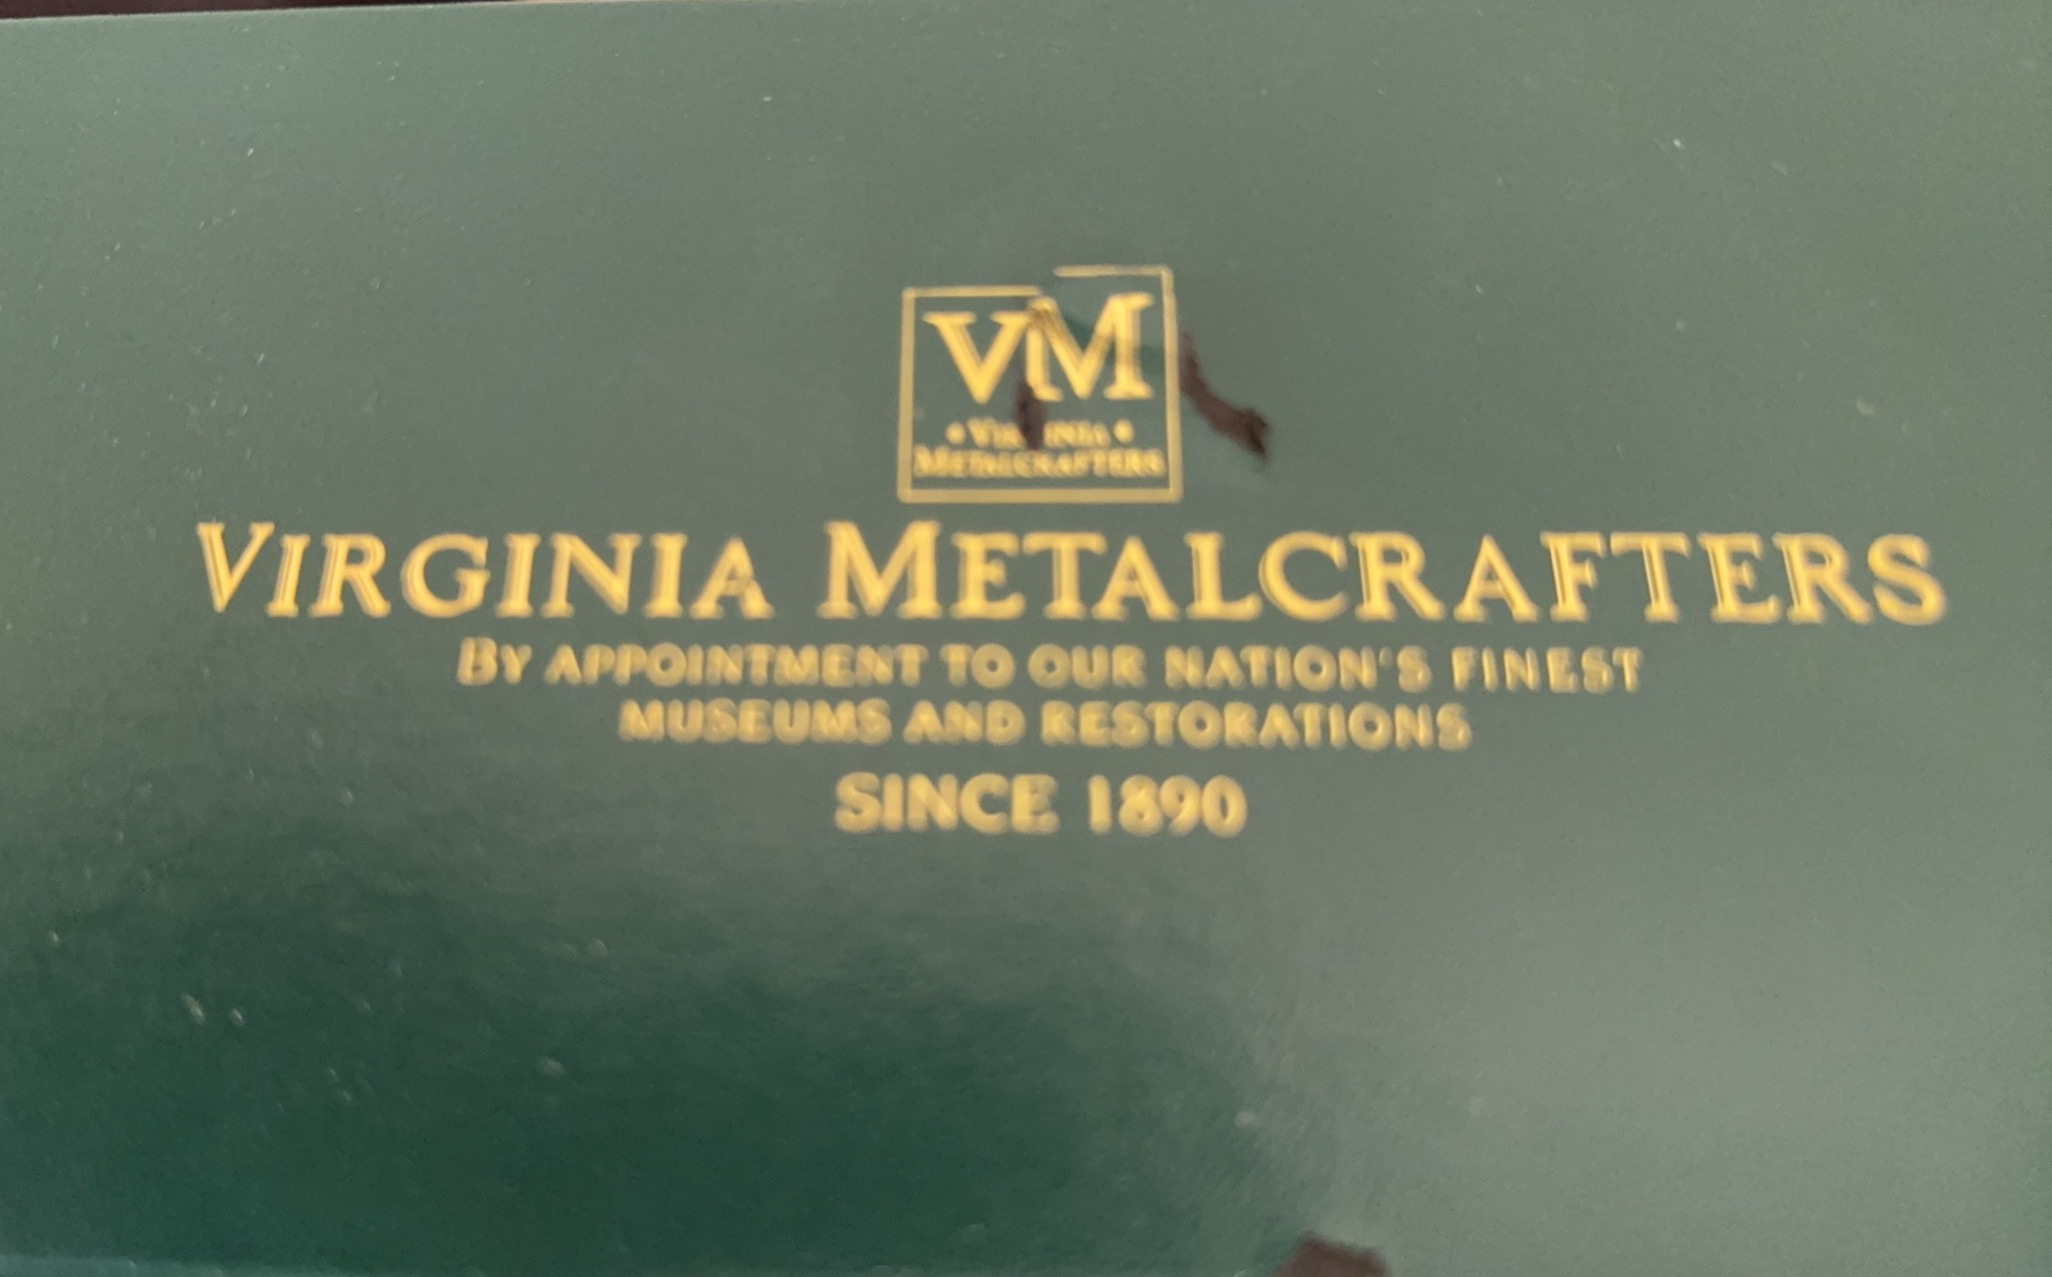 VM
• VIRGINIA •
METALCRAFTERS
VIRGINIA METALCRAFTERS
BY APPOINTMENT TO OUR NATION'S FINEST
MUSEUMS AND RESTORATIONS
SINCE 1890